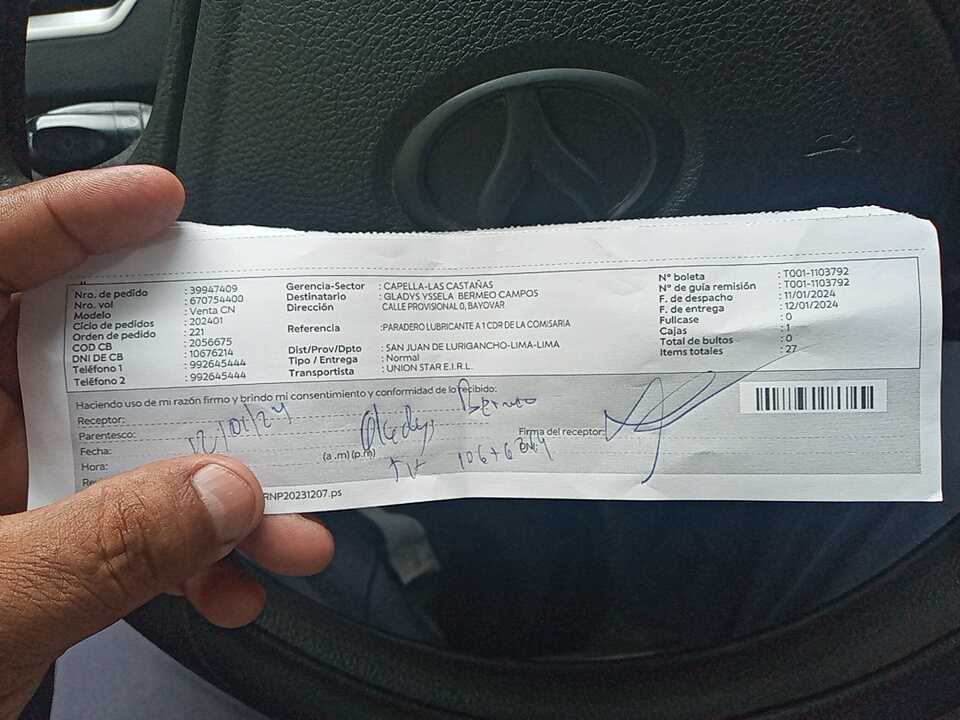 Nro. de pedido : 39947409
Nro. vol : 670754400
Modelo : Venta CN
Ciclo de pedidos : 202401
Orden de pedido : 221
COD CB : 2056675
DNI DE CB : 10676214
Teléfono 1 : 992645444
Teléfono 2 : 992645444
Gerencia-Sector : CAPELLA-LAS CASTAÑAS
Destinatario : GLADYS YSSELA BERMEO CAMPOS
Dirección CALLE PROVISIONAL 0, BAYOVAR
Referencia :PARADERO LUBRICANTE A 1 CDR DE LA COMISARIA
Dist/Prov/Dpto : SAN JUAN DE LURIGANCHO-LIMA-LIMA
Tipo / Entrega : Normal
Transportista : UNION STAR E.I.R.L.
N° boleta : T001-1103792
N° de guía remisión : T001-1103792
F. de despacho : 11/01/2024
F. de entrega : 12/01/2024
Fullcase : 0
Cajas : 1
Total de bultos : 0
Items totales : 27
Haciendo uso de mi razón firmo y brindo mi consentimiento y conformidad de lo recibido:
Receptor: Gladys Bermeo
Parentesco:
Fecha: 12/01/24
Hora: (a .m) (p.m)
Firma del receptor:
DNI:
RNP20231207.ps